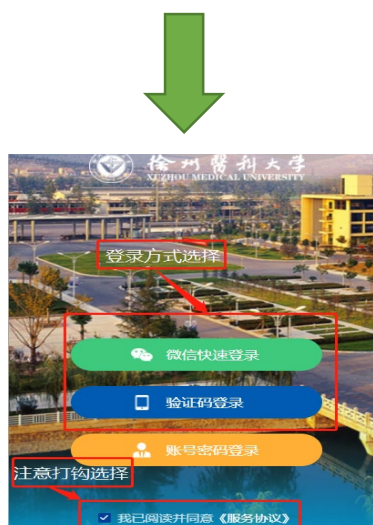 徐州醫科大学
XUZHOU MEDICAL UNIVERSITY
登录方式选择
微信快速登录
验证码登录
账号密码登录
注意打钩选择
我已阅读并同意《服务协议》